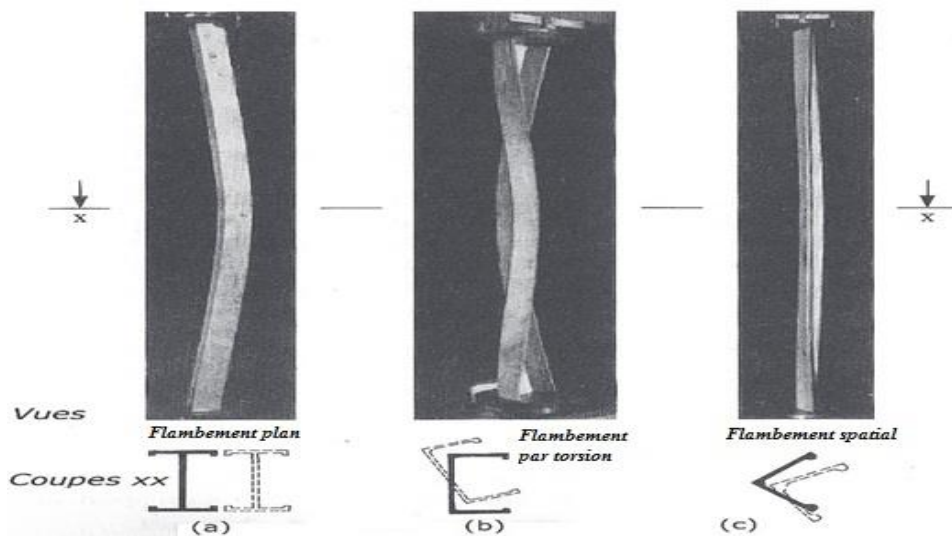 x
x
Vues
Flambement plan
Flambement
par torsion
Flambement spatial
Coupes xx
(a)
(b)
(c)